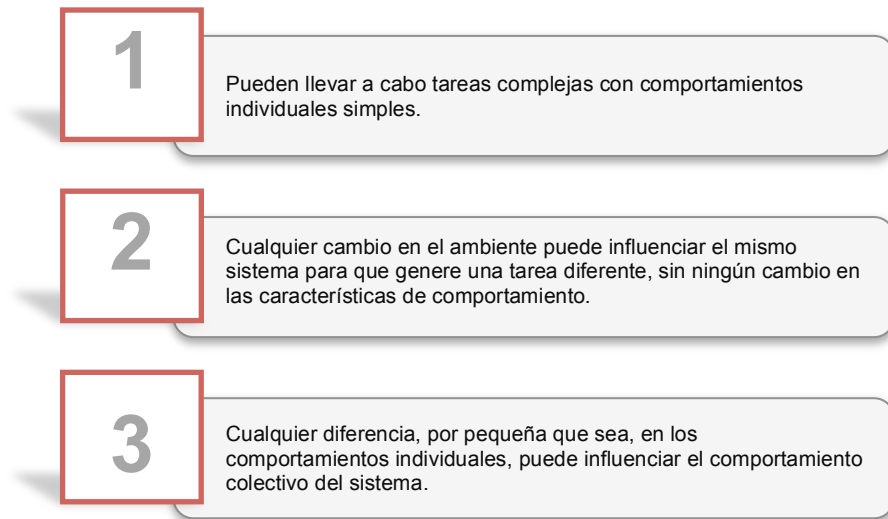 1
Pueden llevar a cabo tareas complejas con comportamientos
individuales simples.
2
Cualquier cambio en el ambiente puede influenciar el mismo
sistema para que genere una tarea diferente, sin ningún cambio en
las características de comportamiento.
3
Cualquier diferencia, por pequeña que sea, en los
comportamientos individuales, puede influenciar el comportamiento
colectivo del sistema.